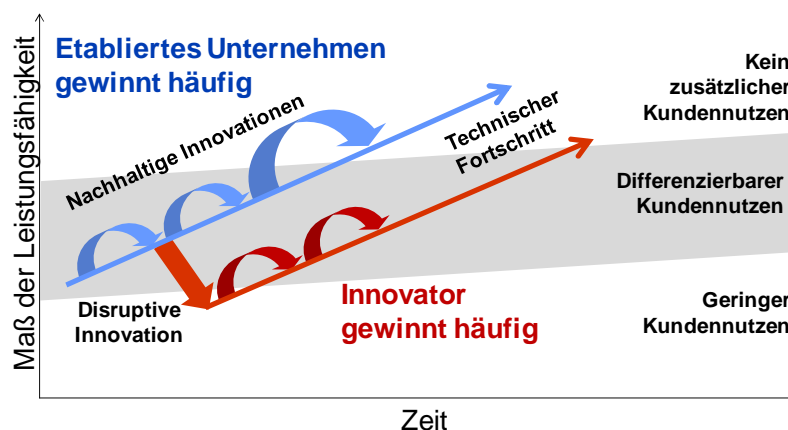 Etabliertes Unternehmen
gewinnt häufig
Kein
zusätzlicher
Kundennutzen
Nachhaltige Innovationen
Technischer
Fortschritt
Differenzierbarer
Kundennutzen
Disruptive
Innovation
Innovator
gewinnt häufig
Geringer
Kundennutzen
Maß der Leistungsfähigkeit
Zeit